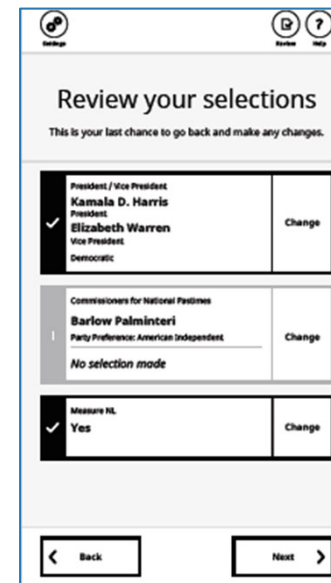 Settings
Review
Help
Review your selections
This is your last chance to go back and make any changes.
President / Vice President
Kamala D. Harris
President
Elizabeth Warren
Vice President
Democratic
Change
Commissioners for National Pastimes
Barlow Palminteri
Party Preference: American Independent
No selection made
Change
Measure NL
Yes
Change
Back
Next